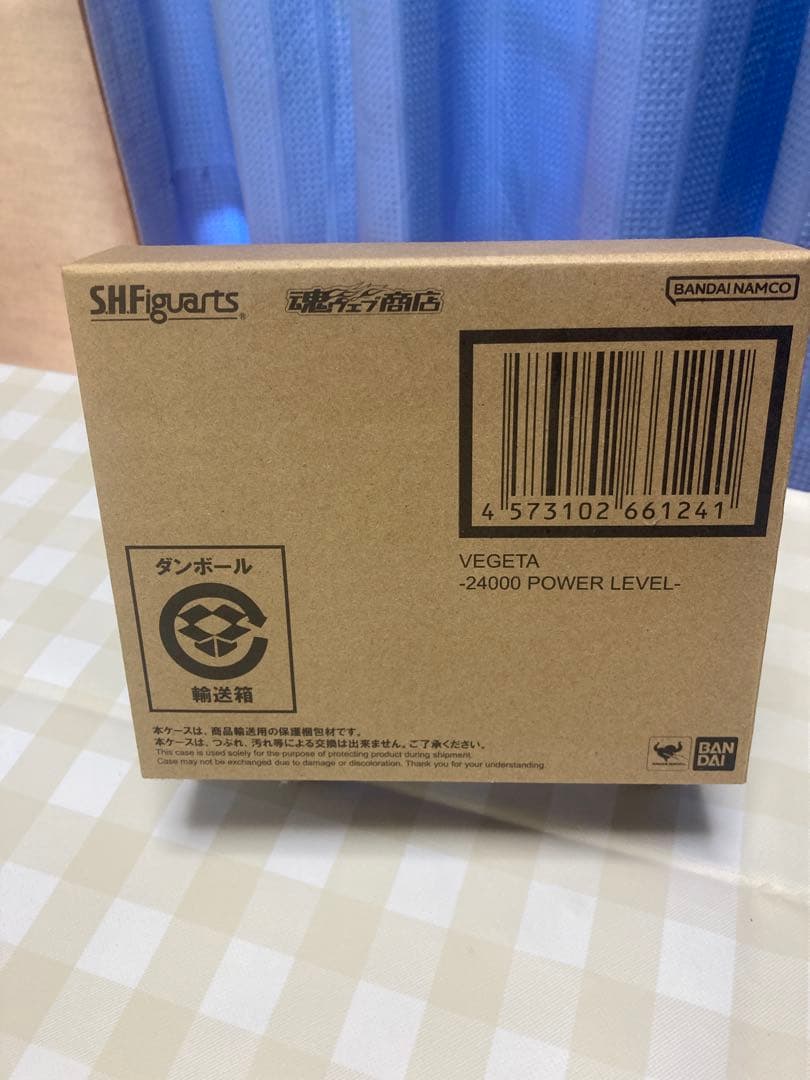 S.H.Figuarts®
魂ウェブ商店
BANDAI NAMCO
4 573102 661241
VEGETA
-24000 POWER LEVEL-
ダンボール
輸送箱
本ケースは、商品輸送用の保護梱包材です。
本ケースは、つぶれ、汚れ等による交換は出来ません。ご了承ください。
This case is used solely for the purpose of protecting product during shipment.
Case may not be exchanged due to damage or discoloration. Thank you for your understanding.
BAN
DAI